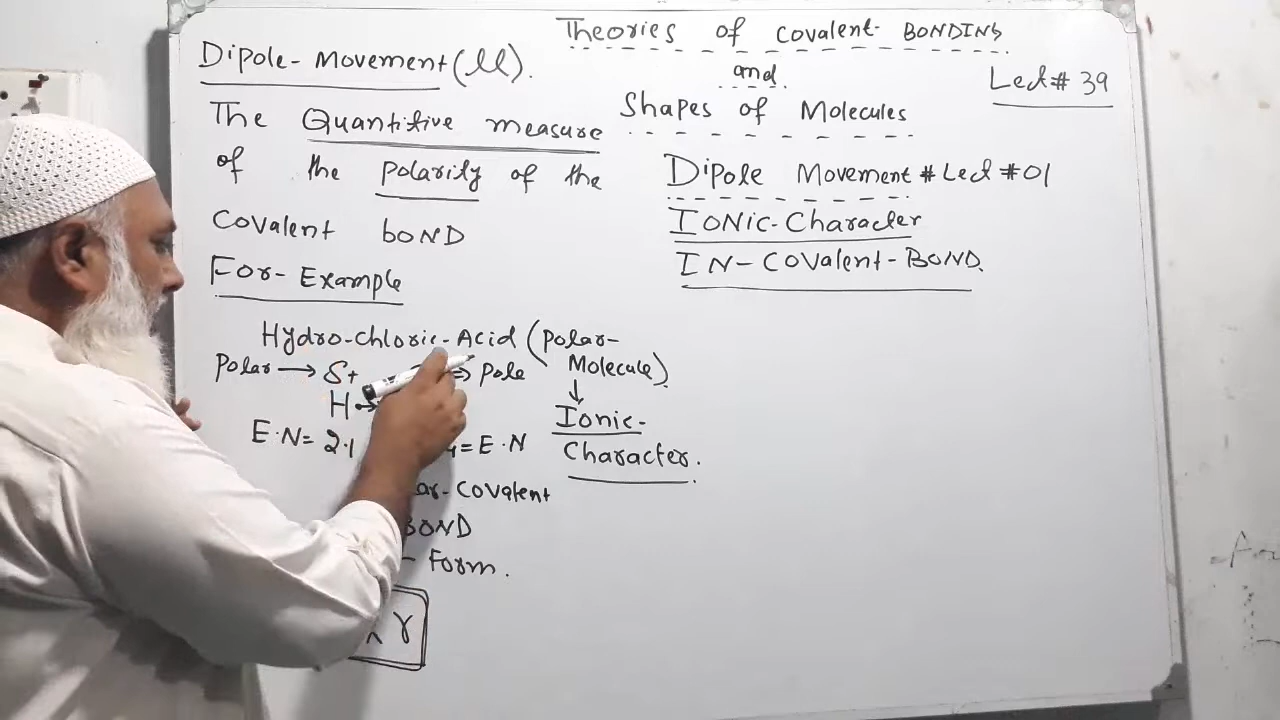 Theories of Covalent BONDING
and
Shapes of Molecules
Lect# 39
Dipole-Movement (μ).
The Quantitive measure
of the polarity of the
Covalent bOND
For-Example
Hydro-chloric-Acid (Polar-
Molecule)
Polar → δ+ ⇒ Pole
H
E.N= 2.1 =E.N
Covalent
BOND
- Form.
γ
↓
Ionic-
Character.
Dipole Movement # Lect #01
IONic-Character
IN-Covalent-BOND.